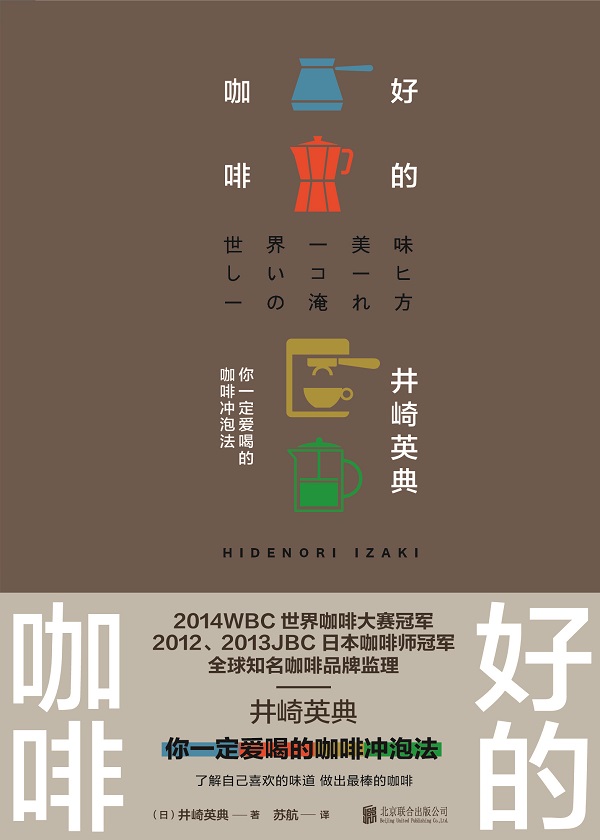 好的
咖啡
世界一美味
しいコーヒ
ーの淹れ方
井崎英典
你一定爱喝的
咖啡冲泡法
HIDENORI IZAKI
好的
咖啡
2014WBC 世界咖啡大赛冠军
2012、2013JBC 日本咖啡师冠军
全球知名咖啡品牌监理
井崎英典
你一定爱喝的咖啡冲泡法
了解自己喜欢的味道 做出最棒的咖啡
（日）井崎英典——著 苏航——译
北京联合出版公司
Beijing United Publishing Co.,Ltd.